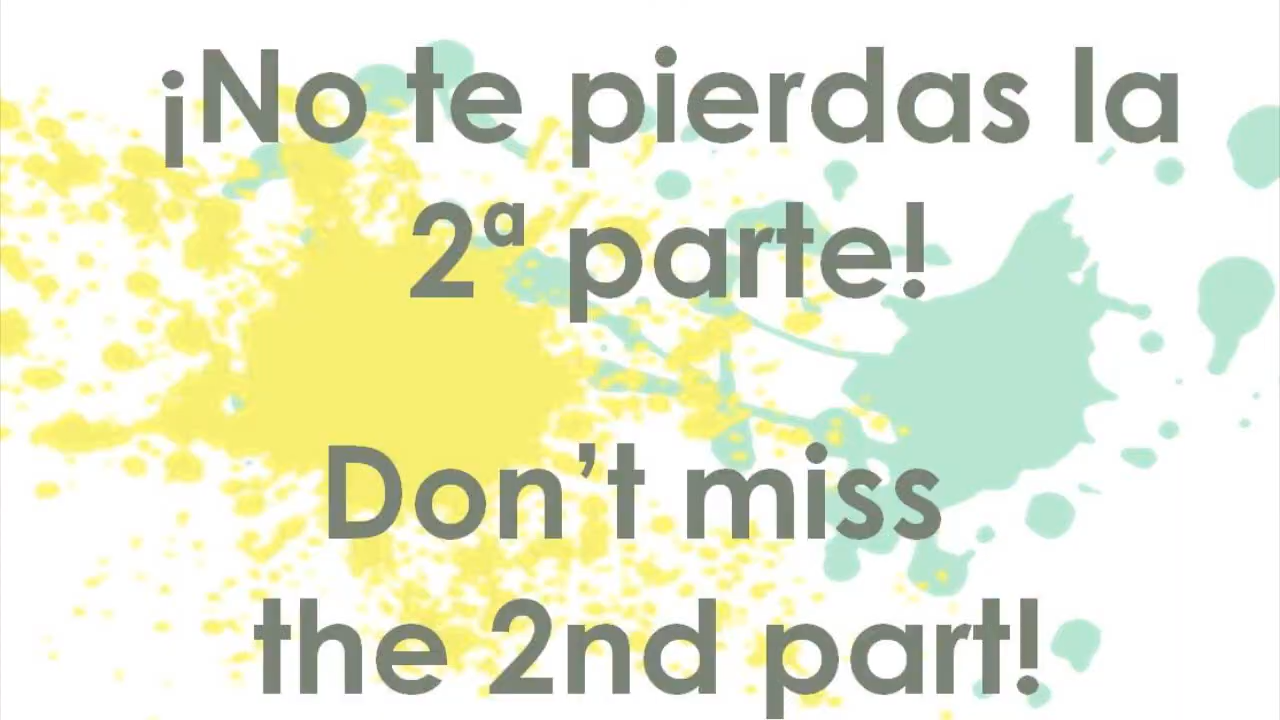 ¡No te pierdas la
2ª parte!
Don’t miss
the 2nd part!